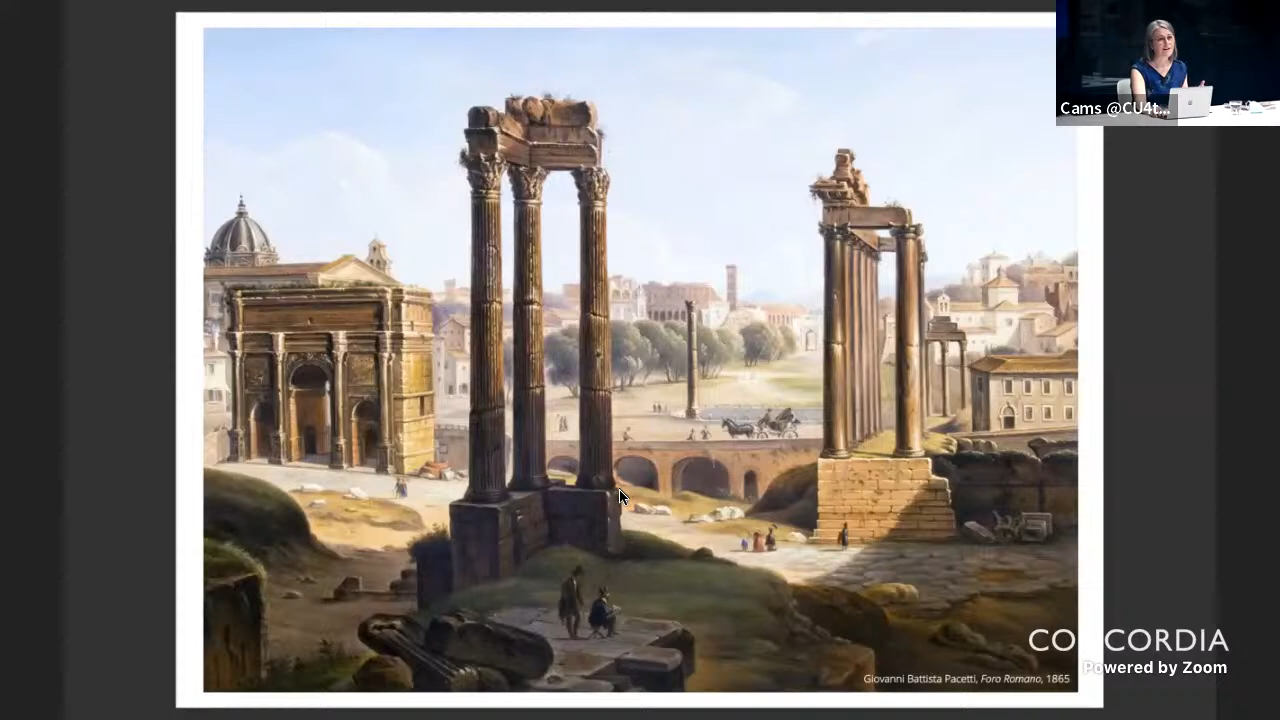 Cams @CU4t...
CONCORDIA
Powered by Zoom
Giovanni Battista Pacetti, Foro Romano, 1865